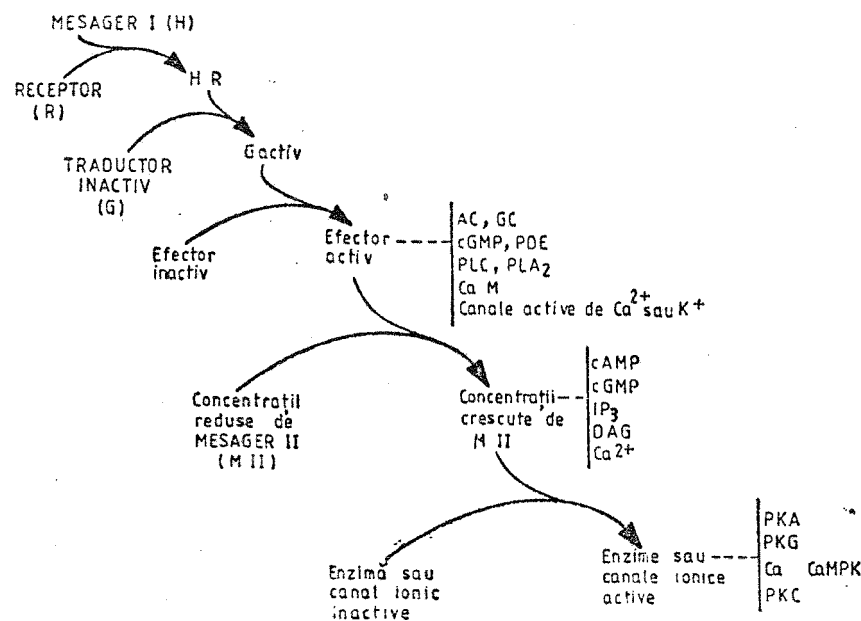 MESAGER I (H)
H R
RECEPTOR
(R)
Gactiv
TRADUCTOR
INACTIV
(G)
Efector
inactiv
Efector
activ
AC, GC
cGMP, PDE
PLC, PLA2
Ca M
Canale active de Ca2+ sau K+
Concentrații
reduse de
MESAGER II
(M II)
Concentrații
crescute de
M II
cAMP
cGMP
IP3
DAG
Ca2+
Enzimă sau
canal ionic
inactive
Enzime sau
canale ionice
active
PKA
PKG
Ca CaMPK
PKC